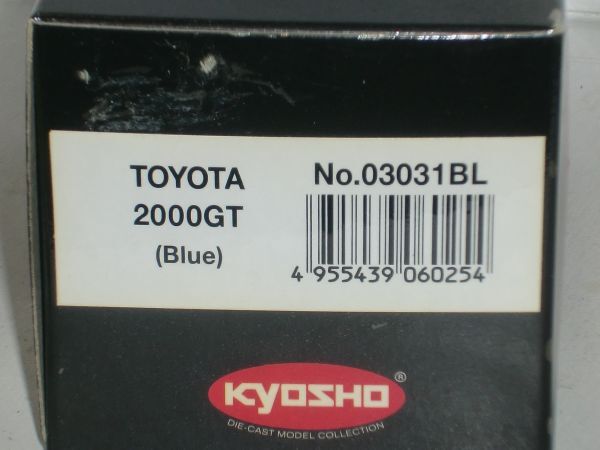 TOYOTA
2000GT
(Blue)
No.03031BL
4 955439 060254
KYOSHO®
DIE-CAST MODEL COLLECTION